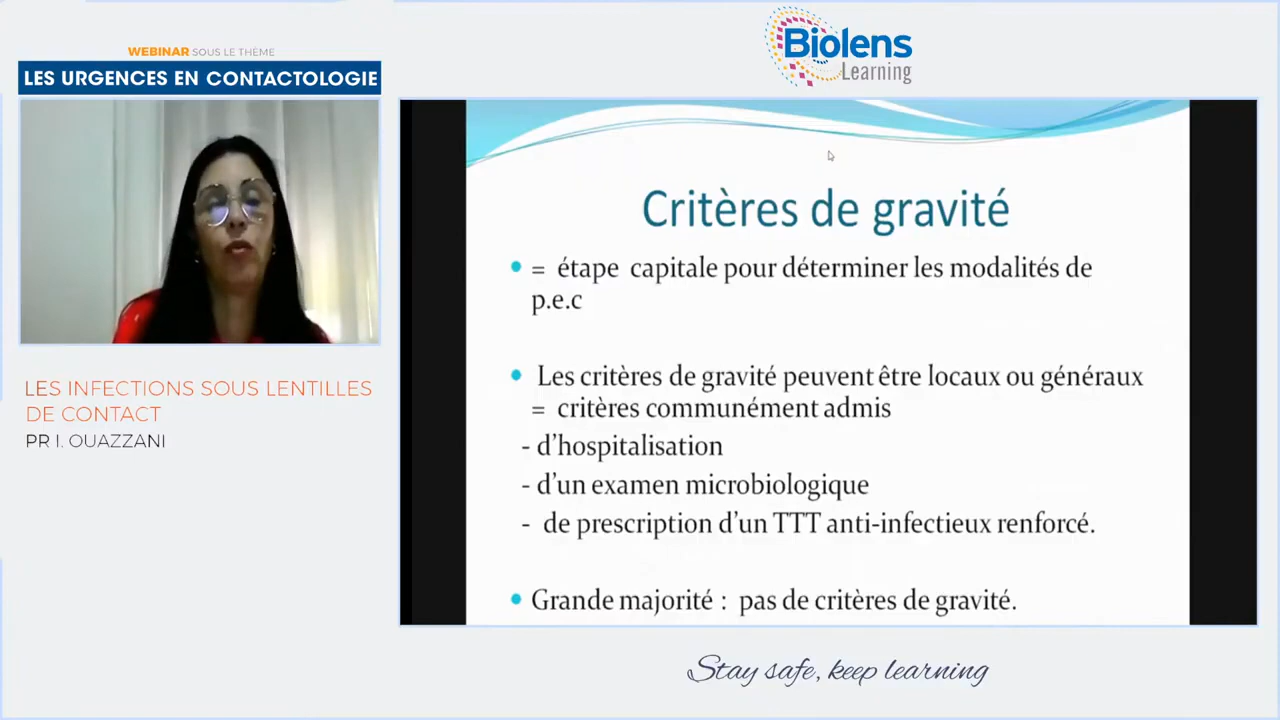 WEBINAR SOUS LE THÈME
LES URGENCES EN CONTACTOLOGIE
Biolens
Learning
Critères de gravité
• = étape capitale pour déterminer les modalités de
p.e.c
• Les critères de gravité peuvent être locaux ou généraux
= critères communément admis
- d'hospitalisation
- d'un examen microbiologique
- de prescription d'un TTT anti-infectieux renforcé.
• Grande majorité : pas de critères de gravité.
LES INFECTIONS SOUS LENTILLES
DE CONTACT
PR I. OUAZZANI
Stay safe, keep learning